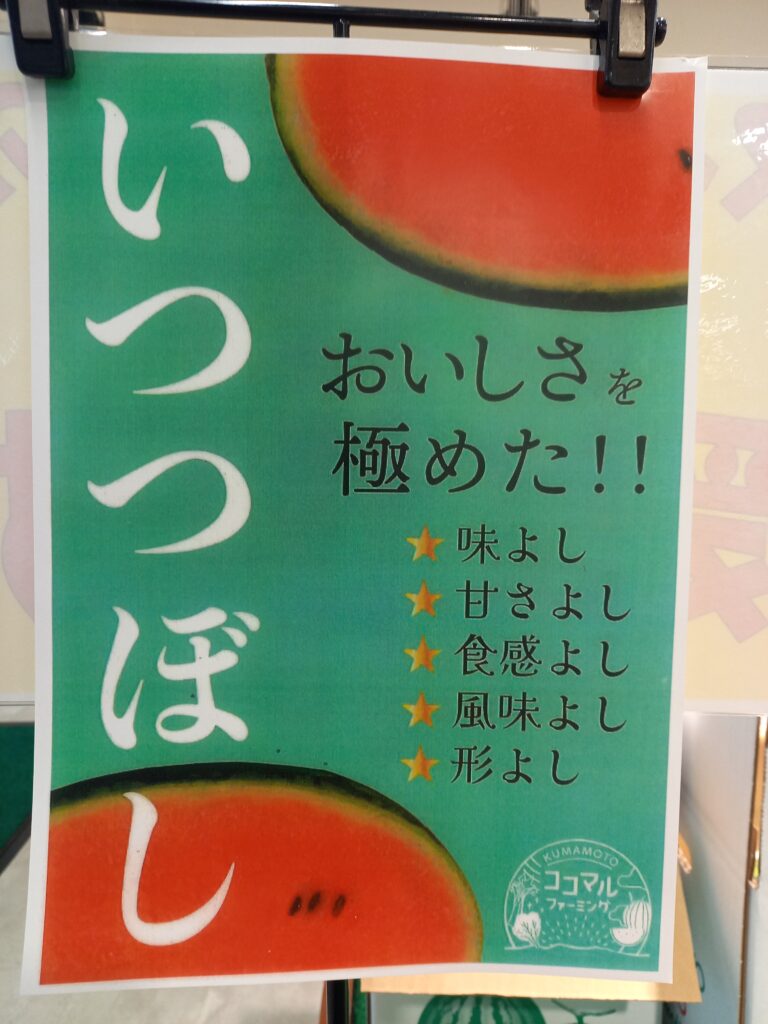 いつつぼし
おいしさを
極めた!!
味よし
甘さよし
食感よし
風味よし
形よし
KUMAMOTO
ココマル
ファーミング